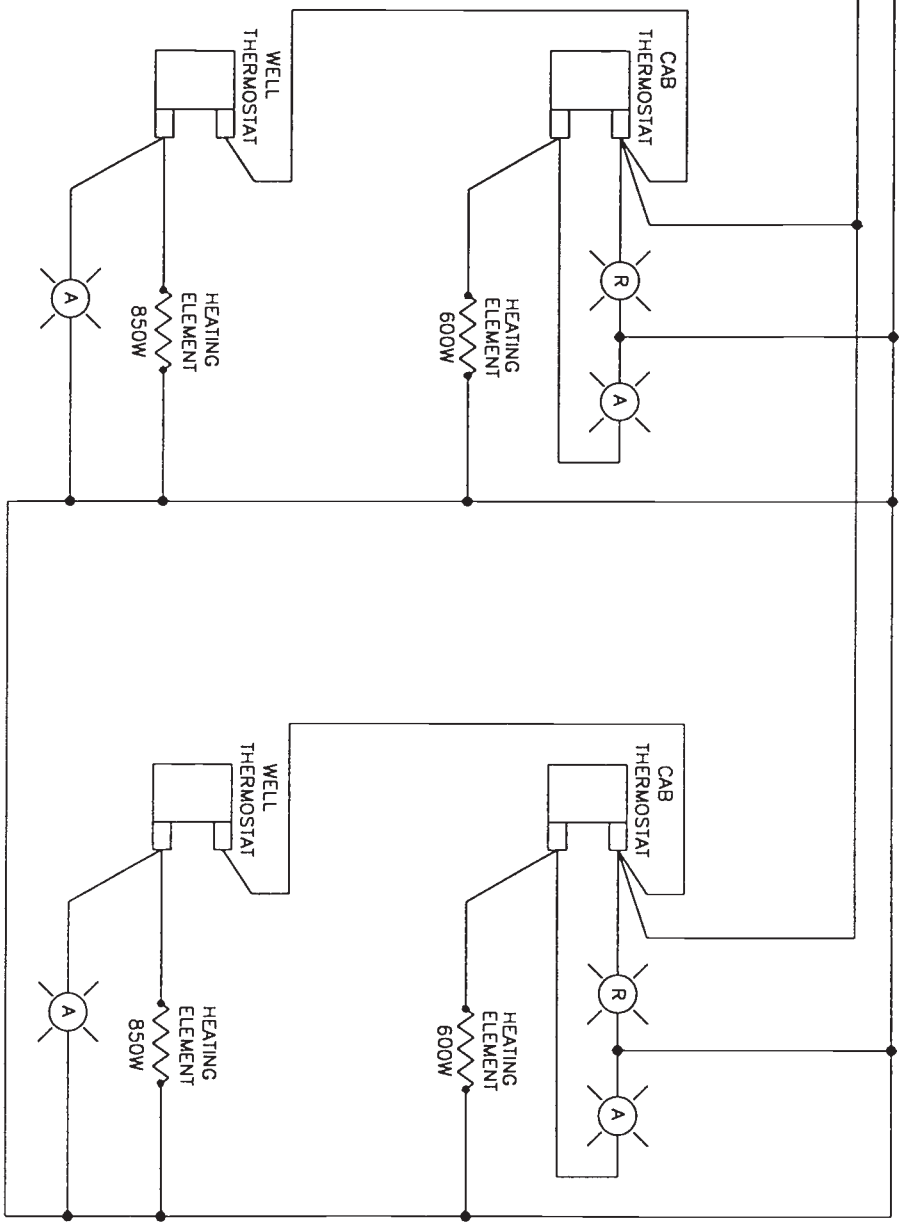 CAB
THERMOSTAT
R
A
HEATING
ELEMENT
600W
WELL
THERMOSTAT
HEATING
ELEMENT
850W
A
CAB
THERMOSTAT
R
A
HEATING
ELEMENT
600W
WELL
THERMOSTAT
HEATING
ELEMENT
850W
A